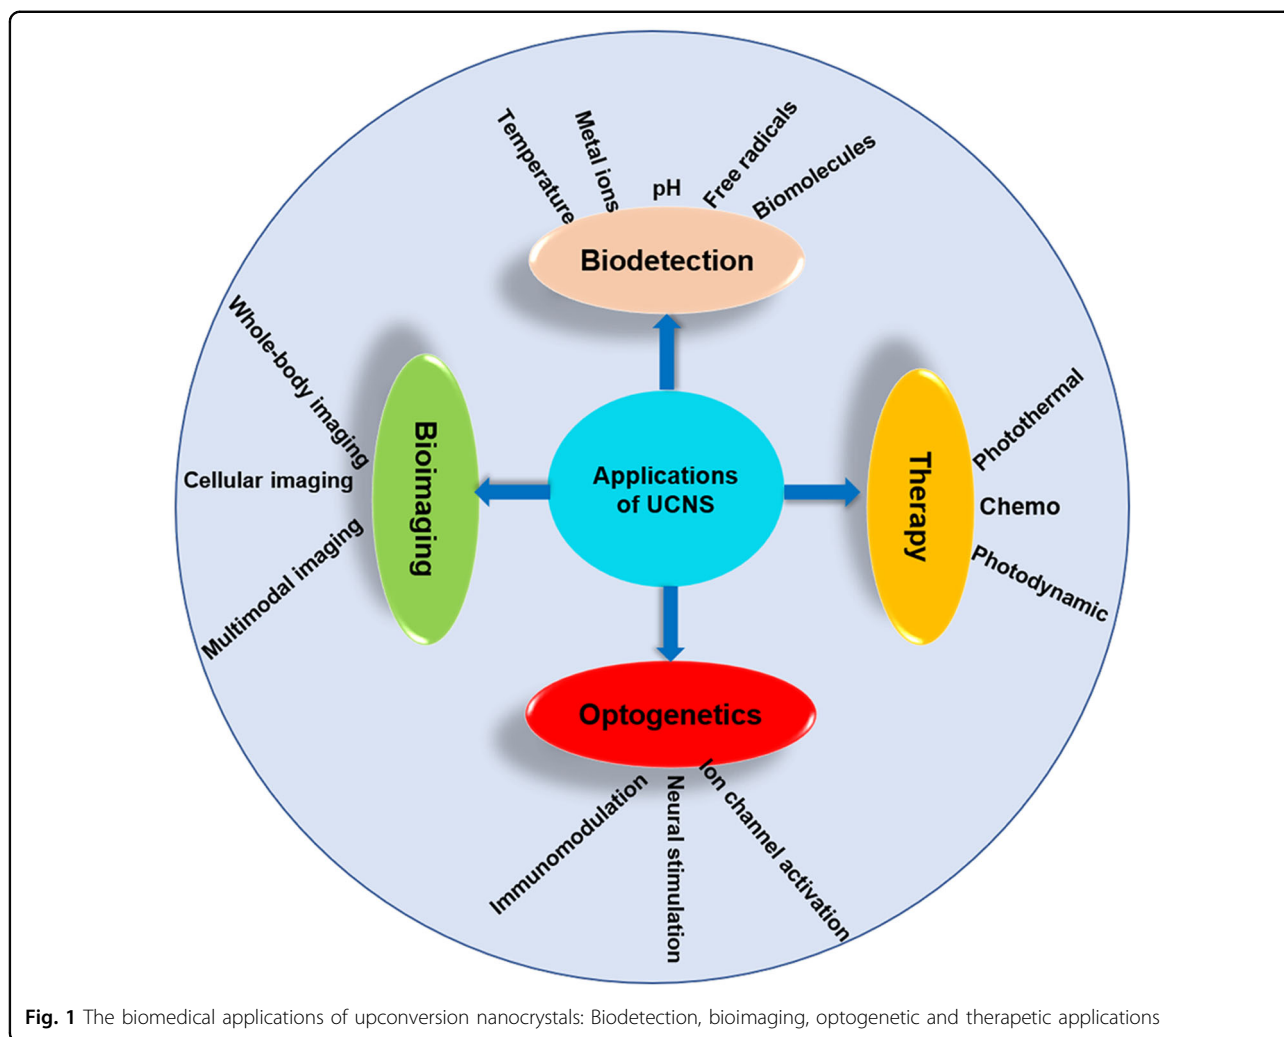 Temperature
Metal ions
pH
Free radicals
Biomolecules
Biodetection
Whole-body imaging
Cellular imaging
Multimodal imaging
Bioimaging
Applications
of UCNS
Therapy
Photothermal
Chemo
Photodynamic
Optogenetics
Immunomodulation
Neural stimulation
Ion channel activation
Fig. 1 The biomedical applications of upconversion nanocrystals: Biodetection, bioimaging, optogenetic and therapetic applications